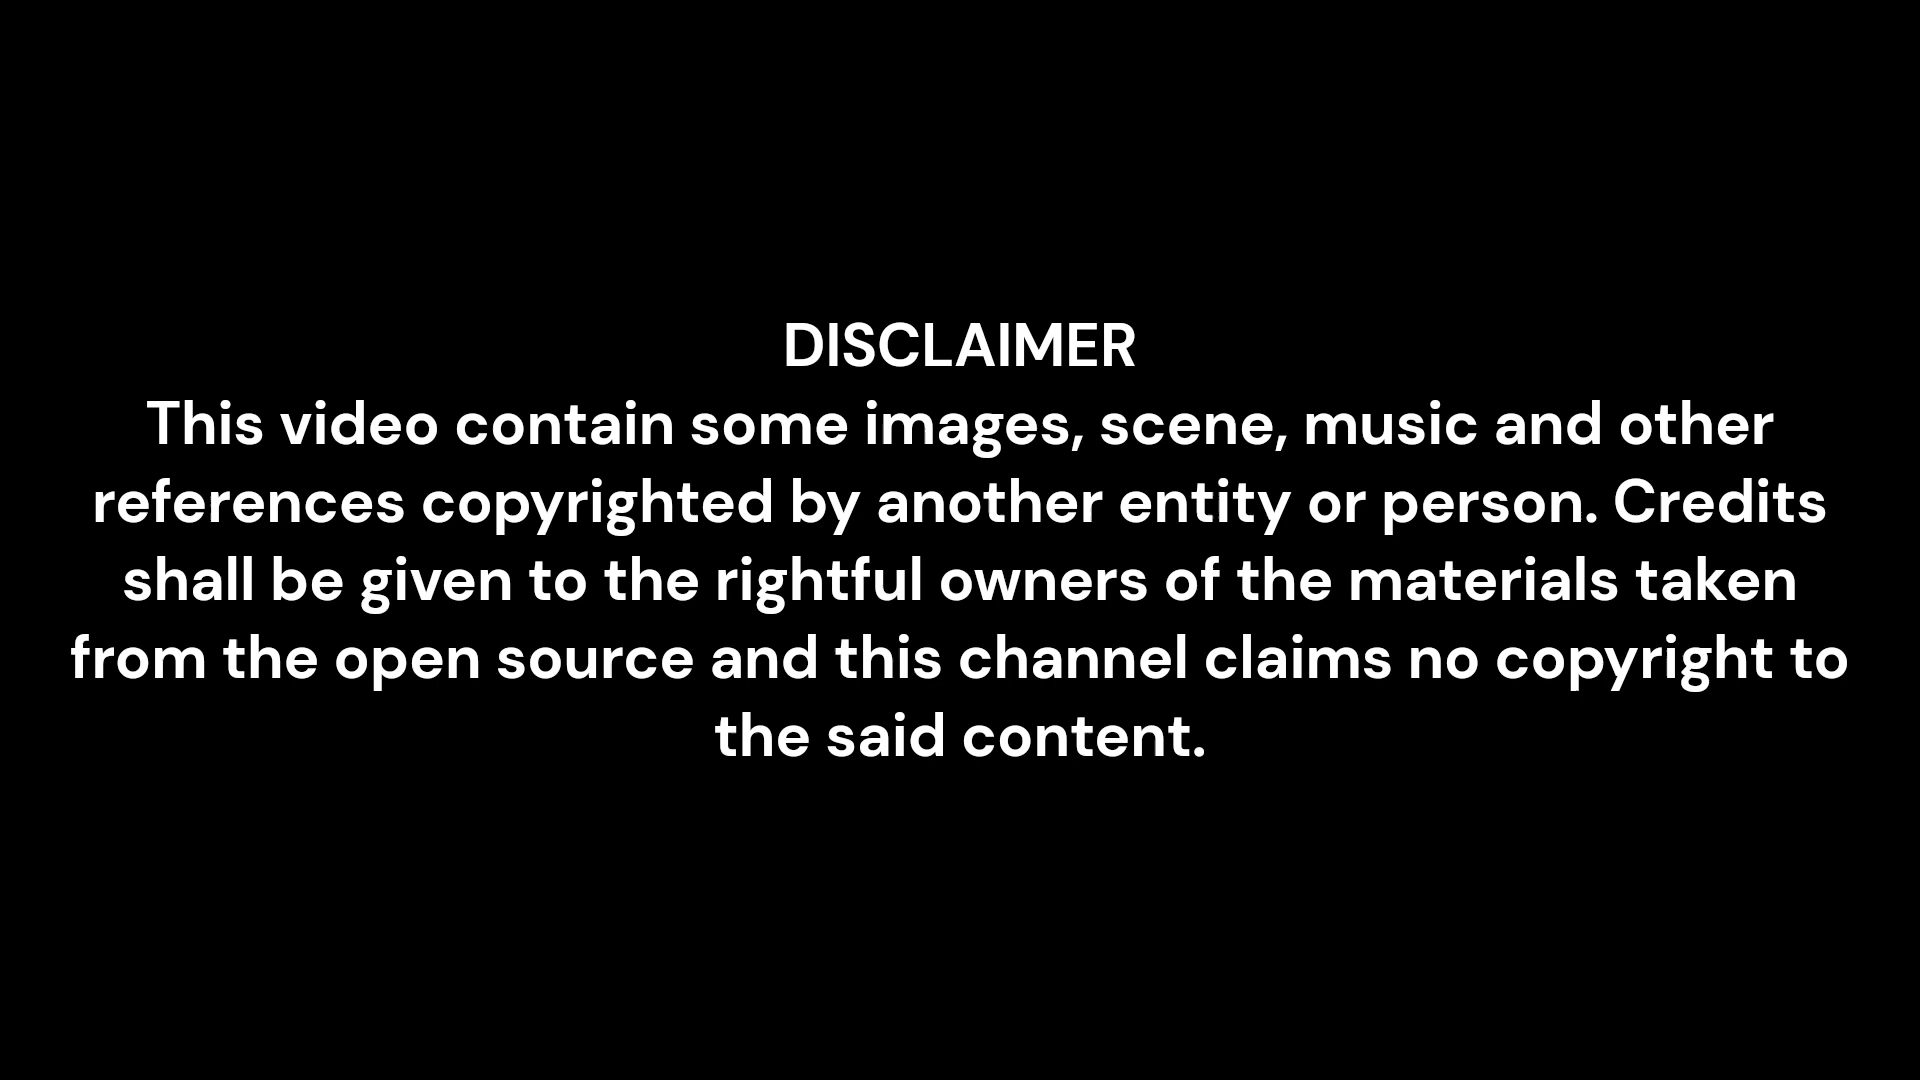 DISCLAIMER
This video contain some images, scene, music and other
references copyrighted by another entity or person. Credits
shall be given to the rightful owners of the materials taken
from the open source and this channel claims no copyright to
the said content.